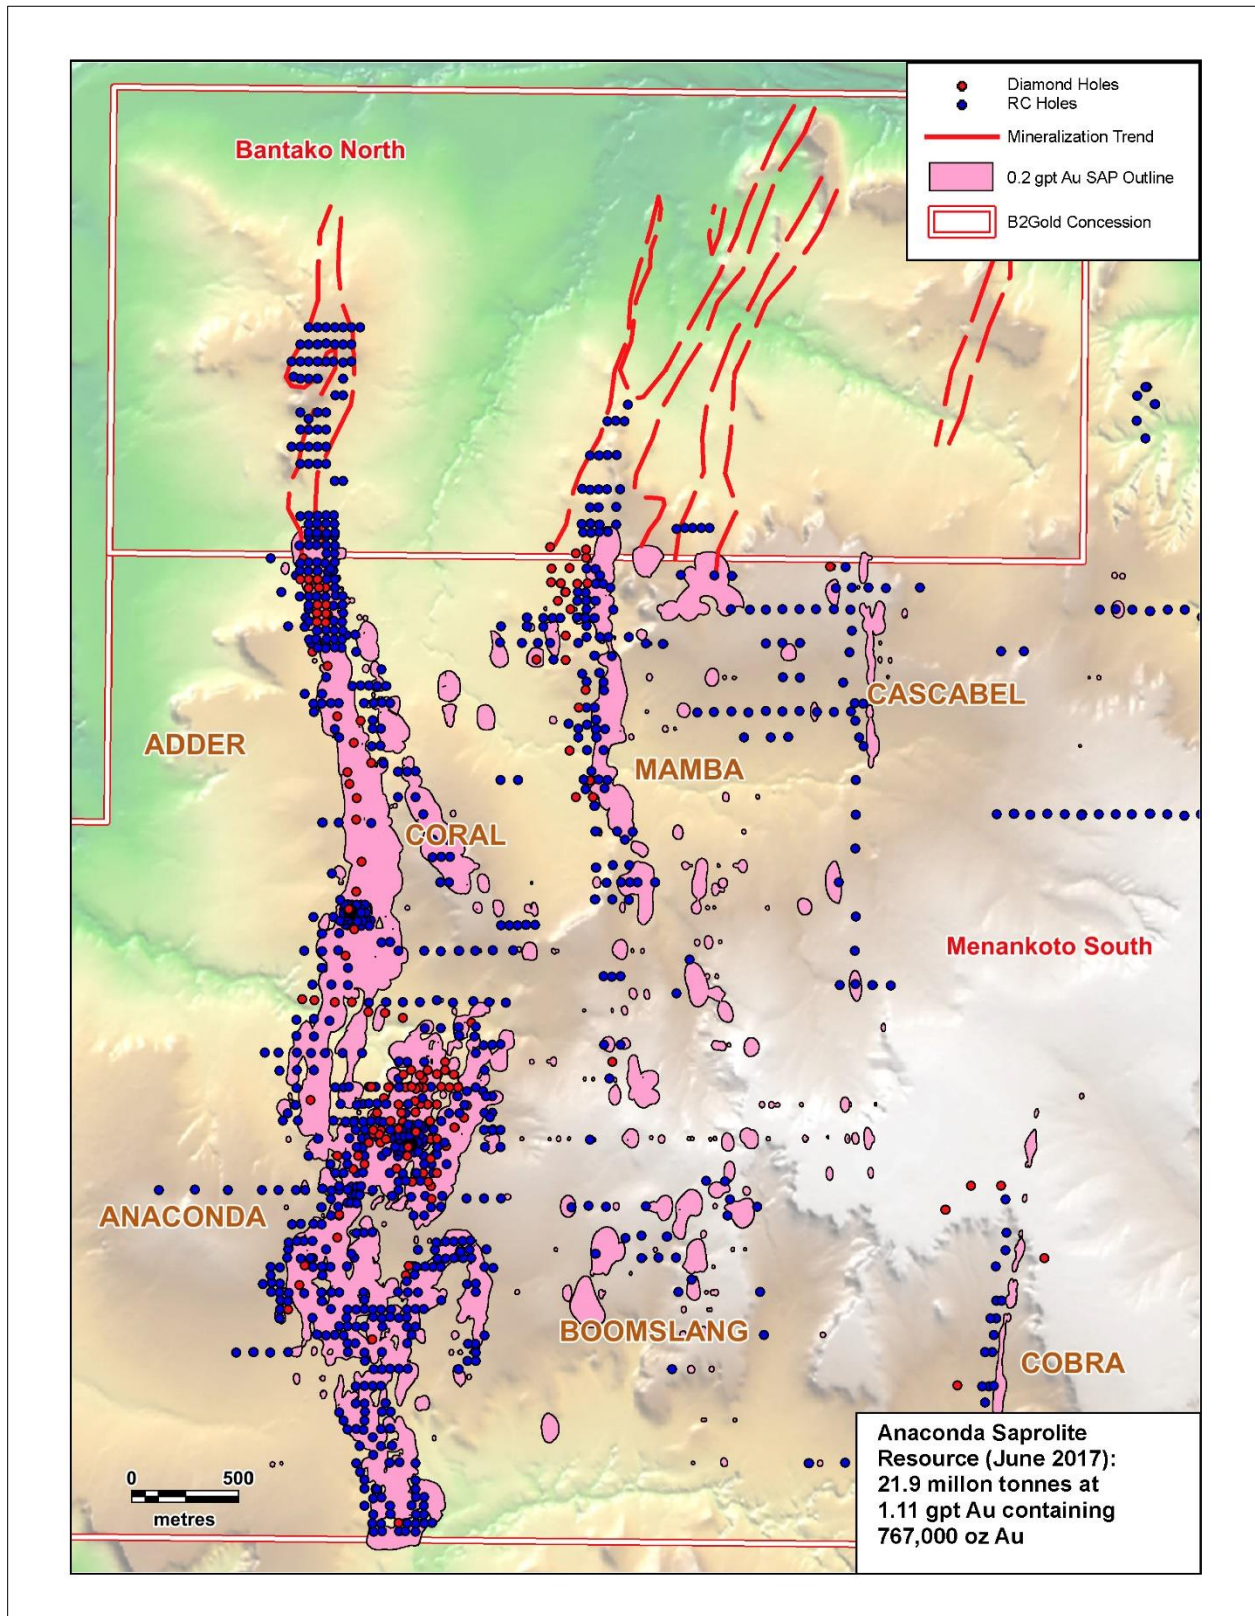 Diamond Holes
RC Holes
Mineralization Trend
0.2 gpt Au SAP Outline
B2Gold Concession
Bantako North
CASCABEL
ADDER
MAMBA
CORAL
Menankoto South
ANACONDA
BOOMSLANG
COBRA
0 500
metres
Anaconda Saprolite
Resource (June 2017):
21.9 millon tonnes at
1.11 gpt Au containing
767,000 oz Au